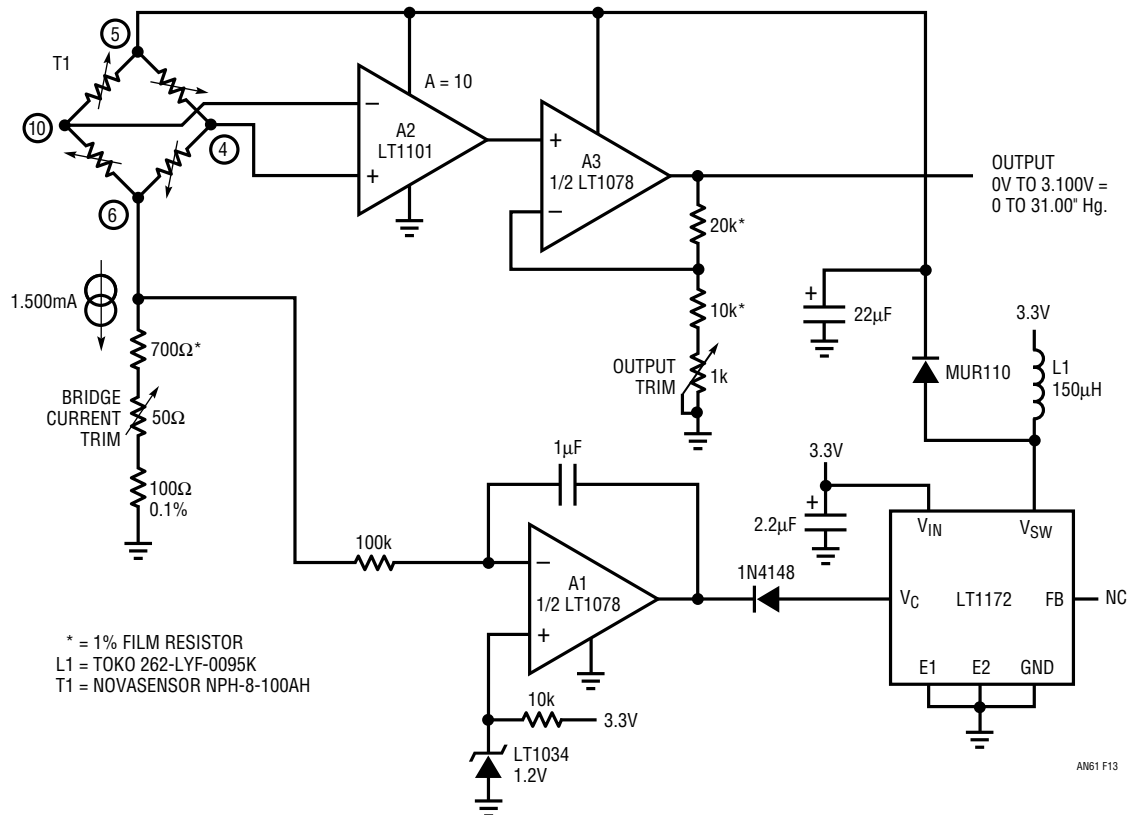 5
T1
10
4
6
A = 10
A2
LT1101
−
+
A3
1/2 LT1078
+
−
OUTPUT
0V TO 3.100V =
0 TO 31.00" Hg.
20k*
10k*
OUTPUT
TRIM
1k
+
22µF
3.3V
MUR110
L1
150µH
1.500mA
700Ω*
BRIDGE
CURRENT
TRIM
50Ω
100Ω
0.1%
1µF
100k
−
+
A1
1/2 LT1078
3.3V
+
2.2µF
1N4148
VIN
VSW
VC
LT1172
FB
NC
E1
E2
GND
10k
3.3V
LT1034
1.2V
* = 1% FILM RESISTOR
L1 = TOKO 262-LYF-0095K
T1 = NOVASENSOR NPH-8-100AH
AN61 F13